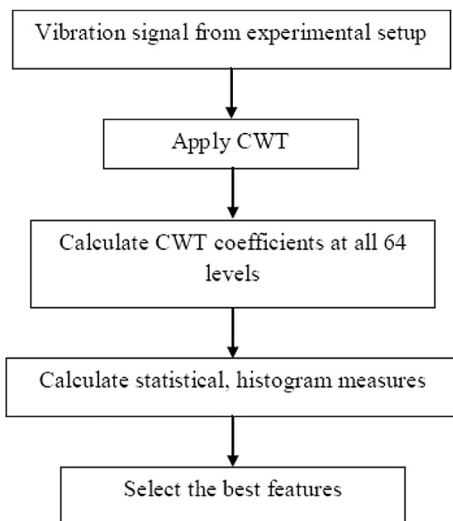 Vibration signal from experimental setup
Apply CWT
Calculate CWT coefficients at all 64
levels
Calculate statistical, histogram measures
Select the best features